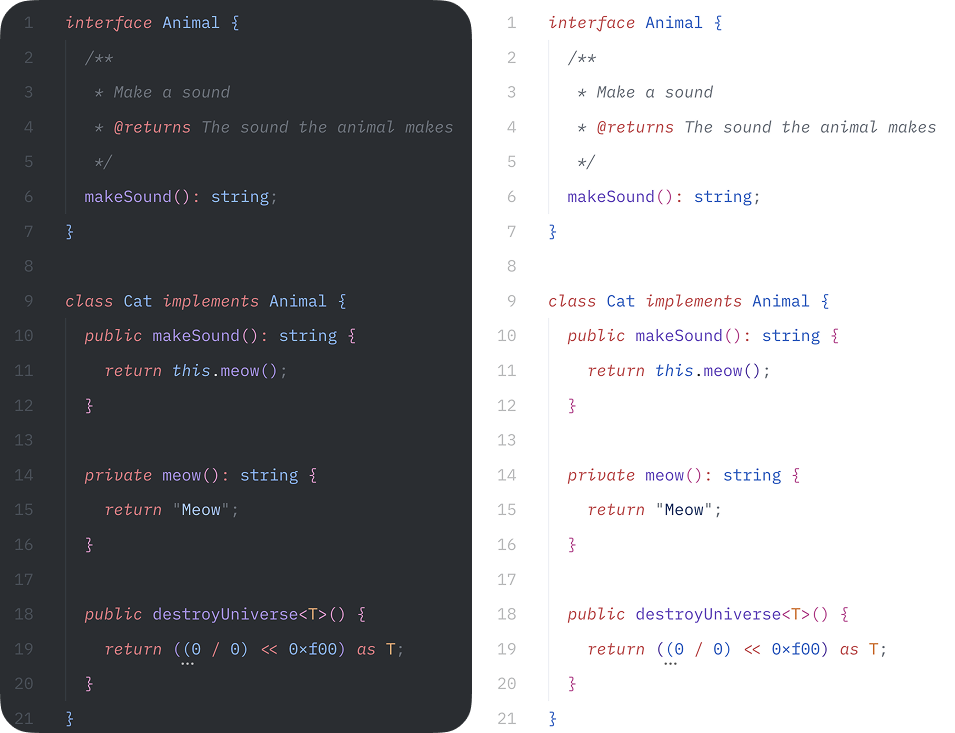 1 interface Animal {
2 /**
3 * Make a sound
4 * @returns The sound the animal makes
5 */
6 makeSound(): string;
7 }
8
9 class Cat implements Animal {
10 public makeSound(): string {
11 return this.meow();
12 }
13
14 private meow(): string {
15 return "Meow";
16 }
17
18 public destroyUniverse<T>() {
19 return ((0 / 0) << 0×f00) as T;
20 }
21 }
1 interface Animal {
2 /**
3 * Make a sound
4 * @returns The sound the animal makes
5 */
6 makeSound(): string;
7 }
8
9 class Cat implements Animal {
10 public makeSound(): string {
11 return this.meow();
12 }
13
14 private meow(): string {
15 return "Meow";
16 }
17
18 public destroyUniverse<T>() {
19 return ((0 / 0) << 0×f00) as T;
20 }
21 }